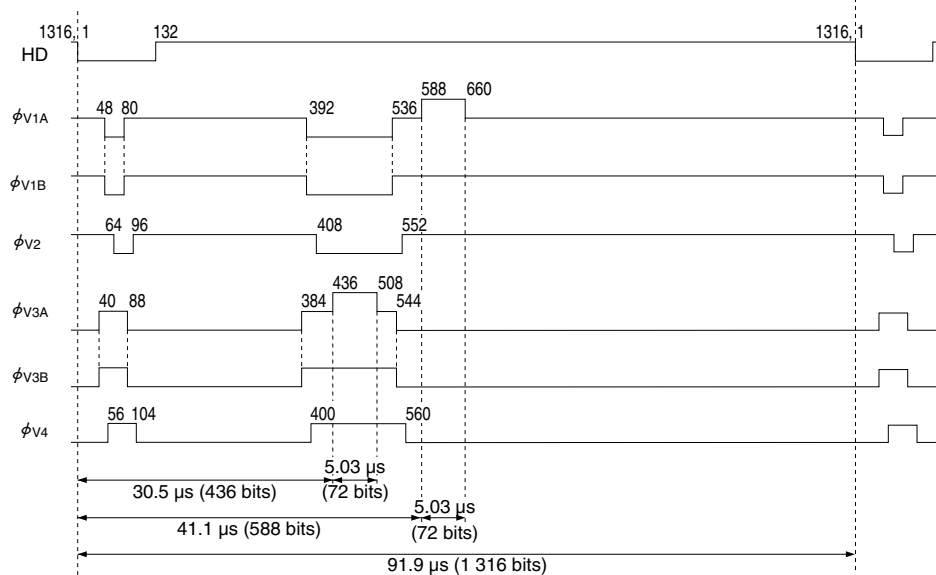 1316, 1 132 1316, 1
HD
588 660
48 80 392 536
ϕV1A
ϕV1B
64 96 408 552
ϕV2
436 508
40 88 384 544
ϕV3A
ϕV3B
56 104 400 560
ϕV4
5.03 µs
30.5 µs (436 bits) (72 bits)
5.03 µs
41.1 µs (588 bits) (72 bits)
91.9 µs (1 316 bits)